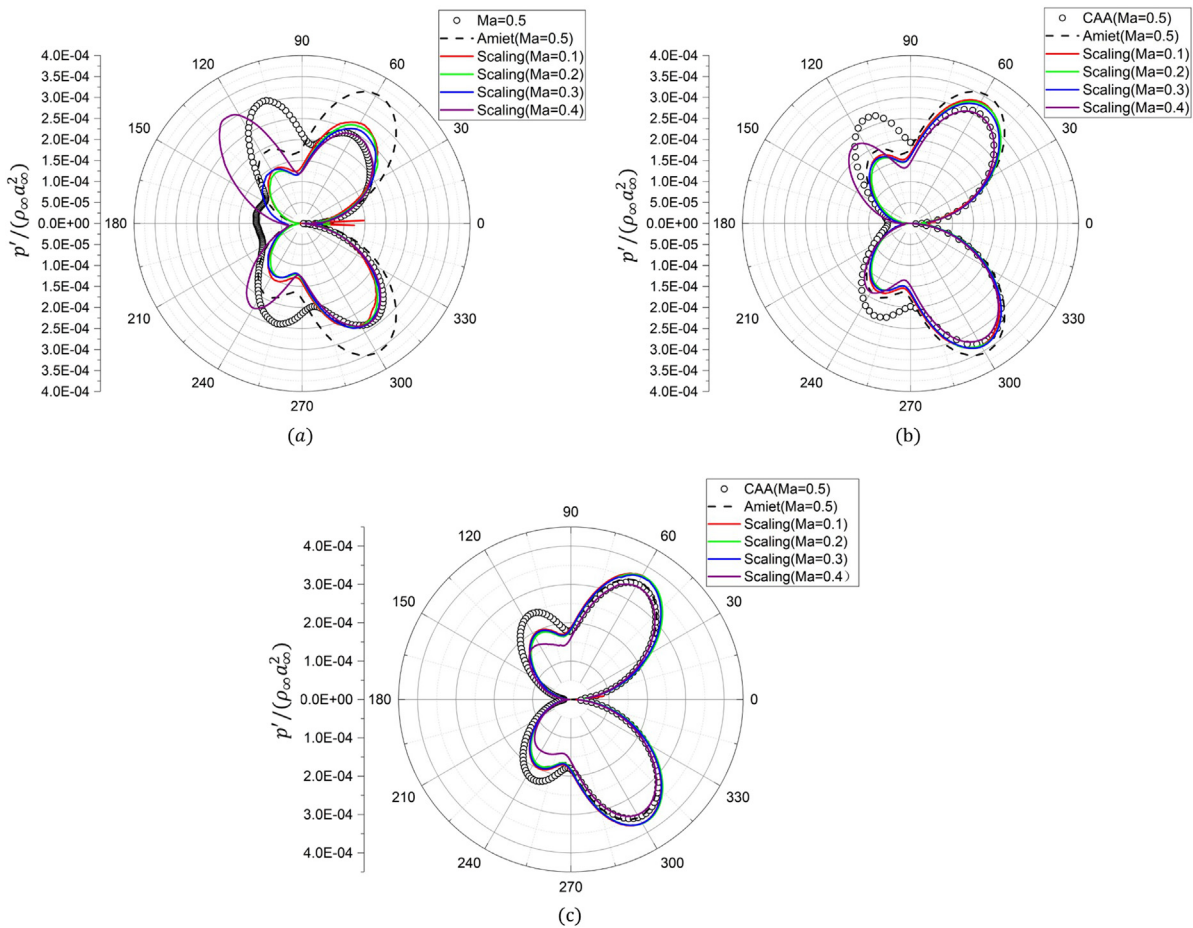 Ma=0.5
Amiet(Ma=0.5)
Scaling(Ma=0.1)
Scaling(Ma=0.2)
Scaling(Ma=0.3)
Scaling(Ma=0.4)
4.0E-04
3.5E-04
3.0E-04
2.5E-04
2.0E-04
1.5E-04
1.0E-04
5.0E-05
0.0E+00
5.0E-05
1.0E-04
1.5E-04
2.0E-04
2.5E-04
3.0E-04
3.5E-04
4.0E-04
p′/(ρ∞a∞²)
90
120
60
150
30
180
0
210
330
240
300
270
(a)
CAA(Ma=0.5)
Amiet(Ma=0.5)
Scaling(Ma=0.1)
Scaling(Ma=0.2)
Scaling(Ma=0.3)
Scaling(Ma=0.4)
4.0E-04
3.5E-04
3.0E-04
2.5E-04
2.0E-04
1.5E-04
1.0E-04
5.0E-05
0.0E+00
5.0E-05
1.0E-04
1.5E-04
2.0E-04
2.5E-04
3.0E-04
3.5E-04
4.0E-04
p′/(ρ∞a∞²)
90
120
60
150
30
180
0
210
330
240
300
270
(b)
CAA(Ma=0.5)
Amiet(Ma=0.5)
Scaling(Ma=0.1)
Scaling(Ma=0.2)
Scaling(Ma=0.3)
Scaling(Ma=0.4）
4.0E-04
3.0E-04
2.0E-04
1.0E-04
0.0E+00
1.0E-04
2.0E-04
3.0E-04
4.0E-04
p′/(ρ∞a∞²)
90
120
60
150
30
180
0
210
330
240
300
270
(c)